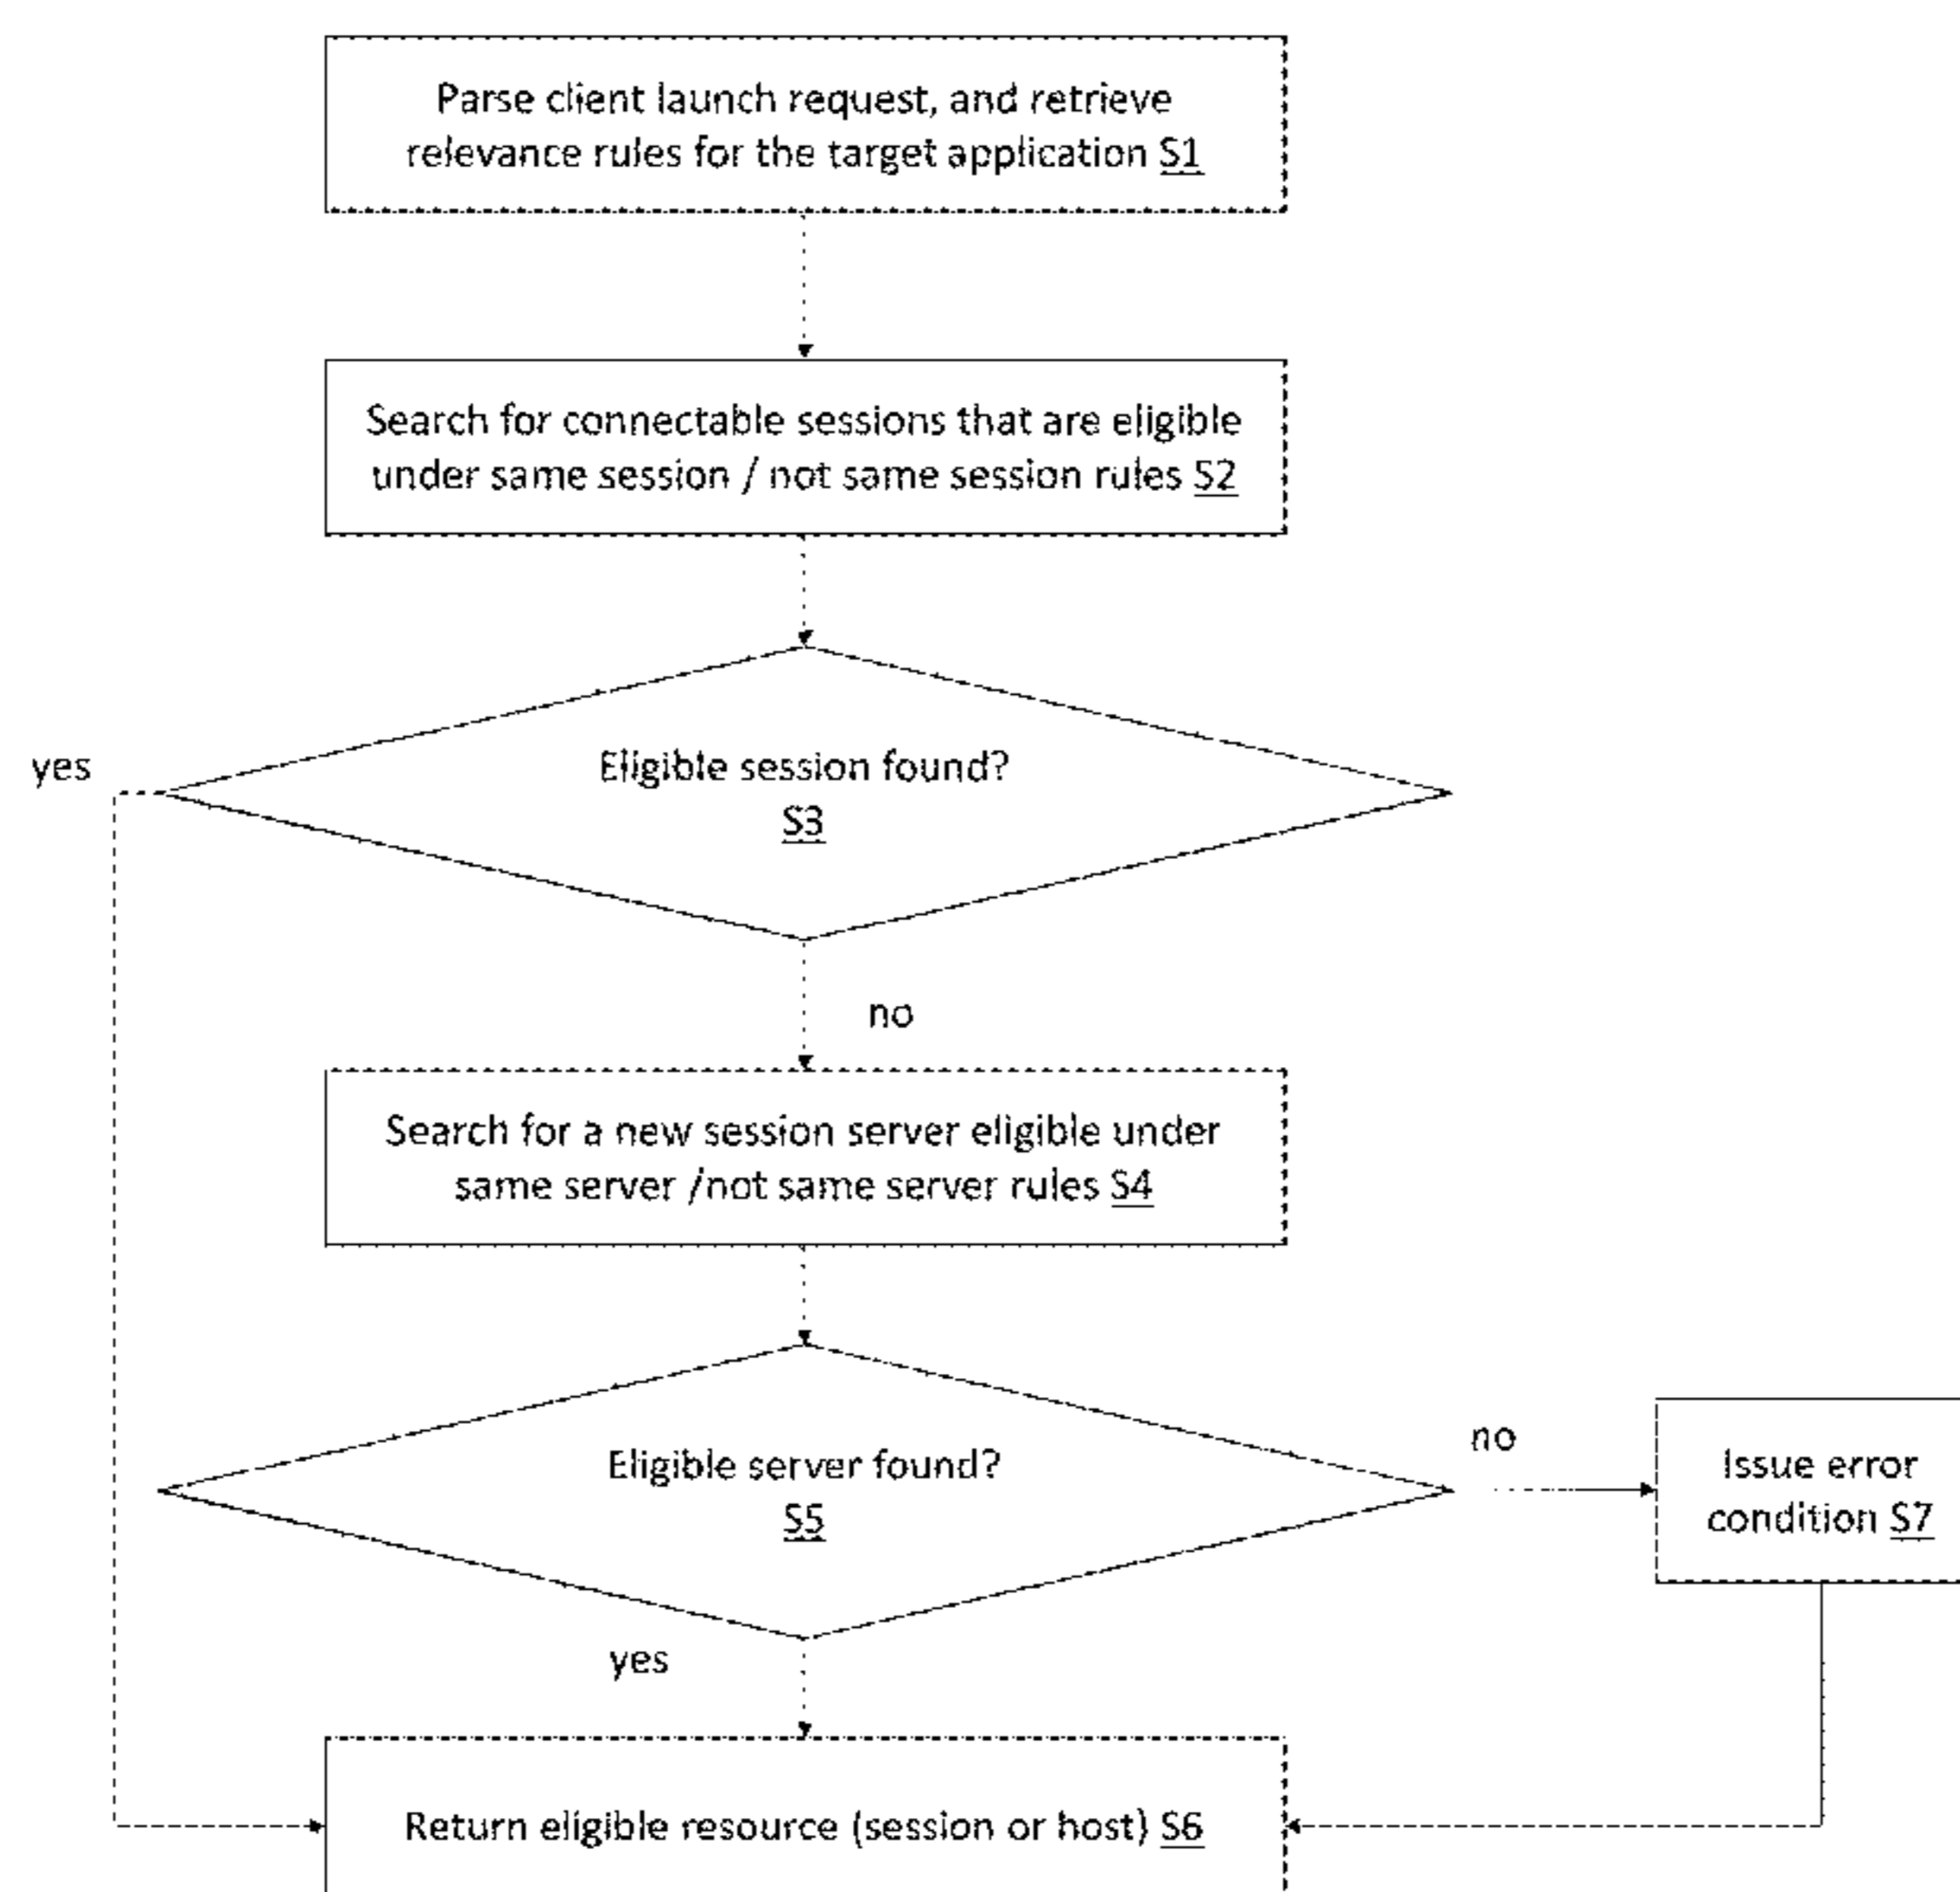 Parse client launch request, and retrieve
relevance rules for the target application S1
Search for connectable sessions that are eligible
under same session / not same session rules S2
yes
Eligible session found?
S3
no
Search for a new session server eligible under
same server /not same server rules S4
Eligible server found?
S5
no
Issue error
condition S7
yes
Return eligible resource (session or host) S6